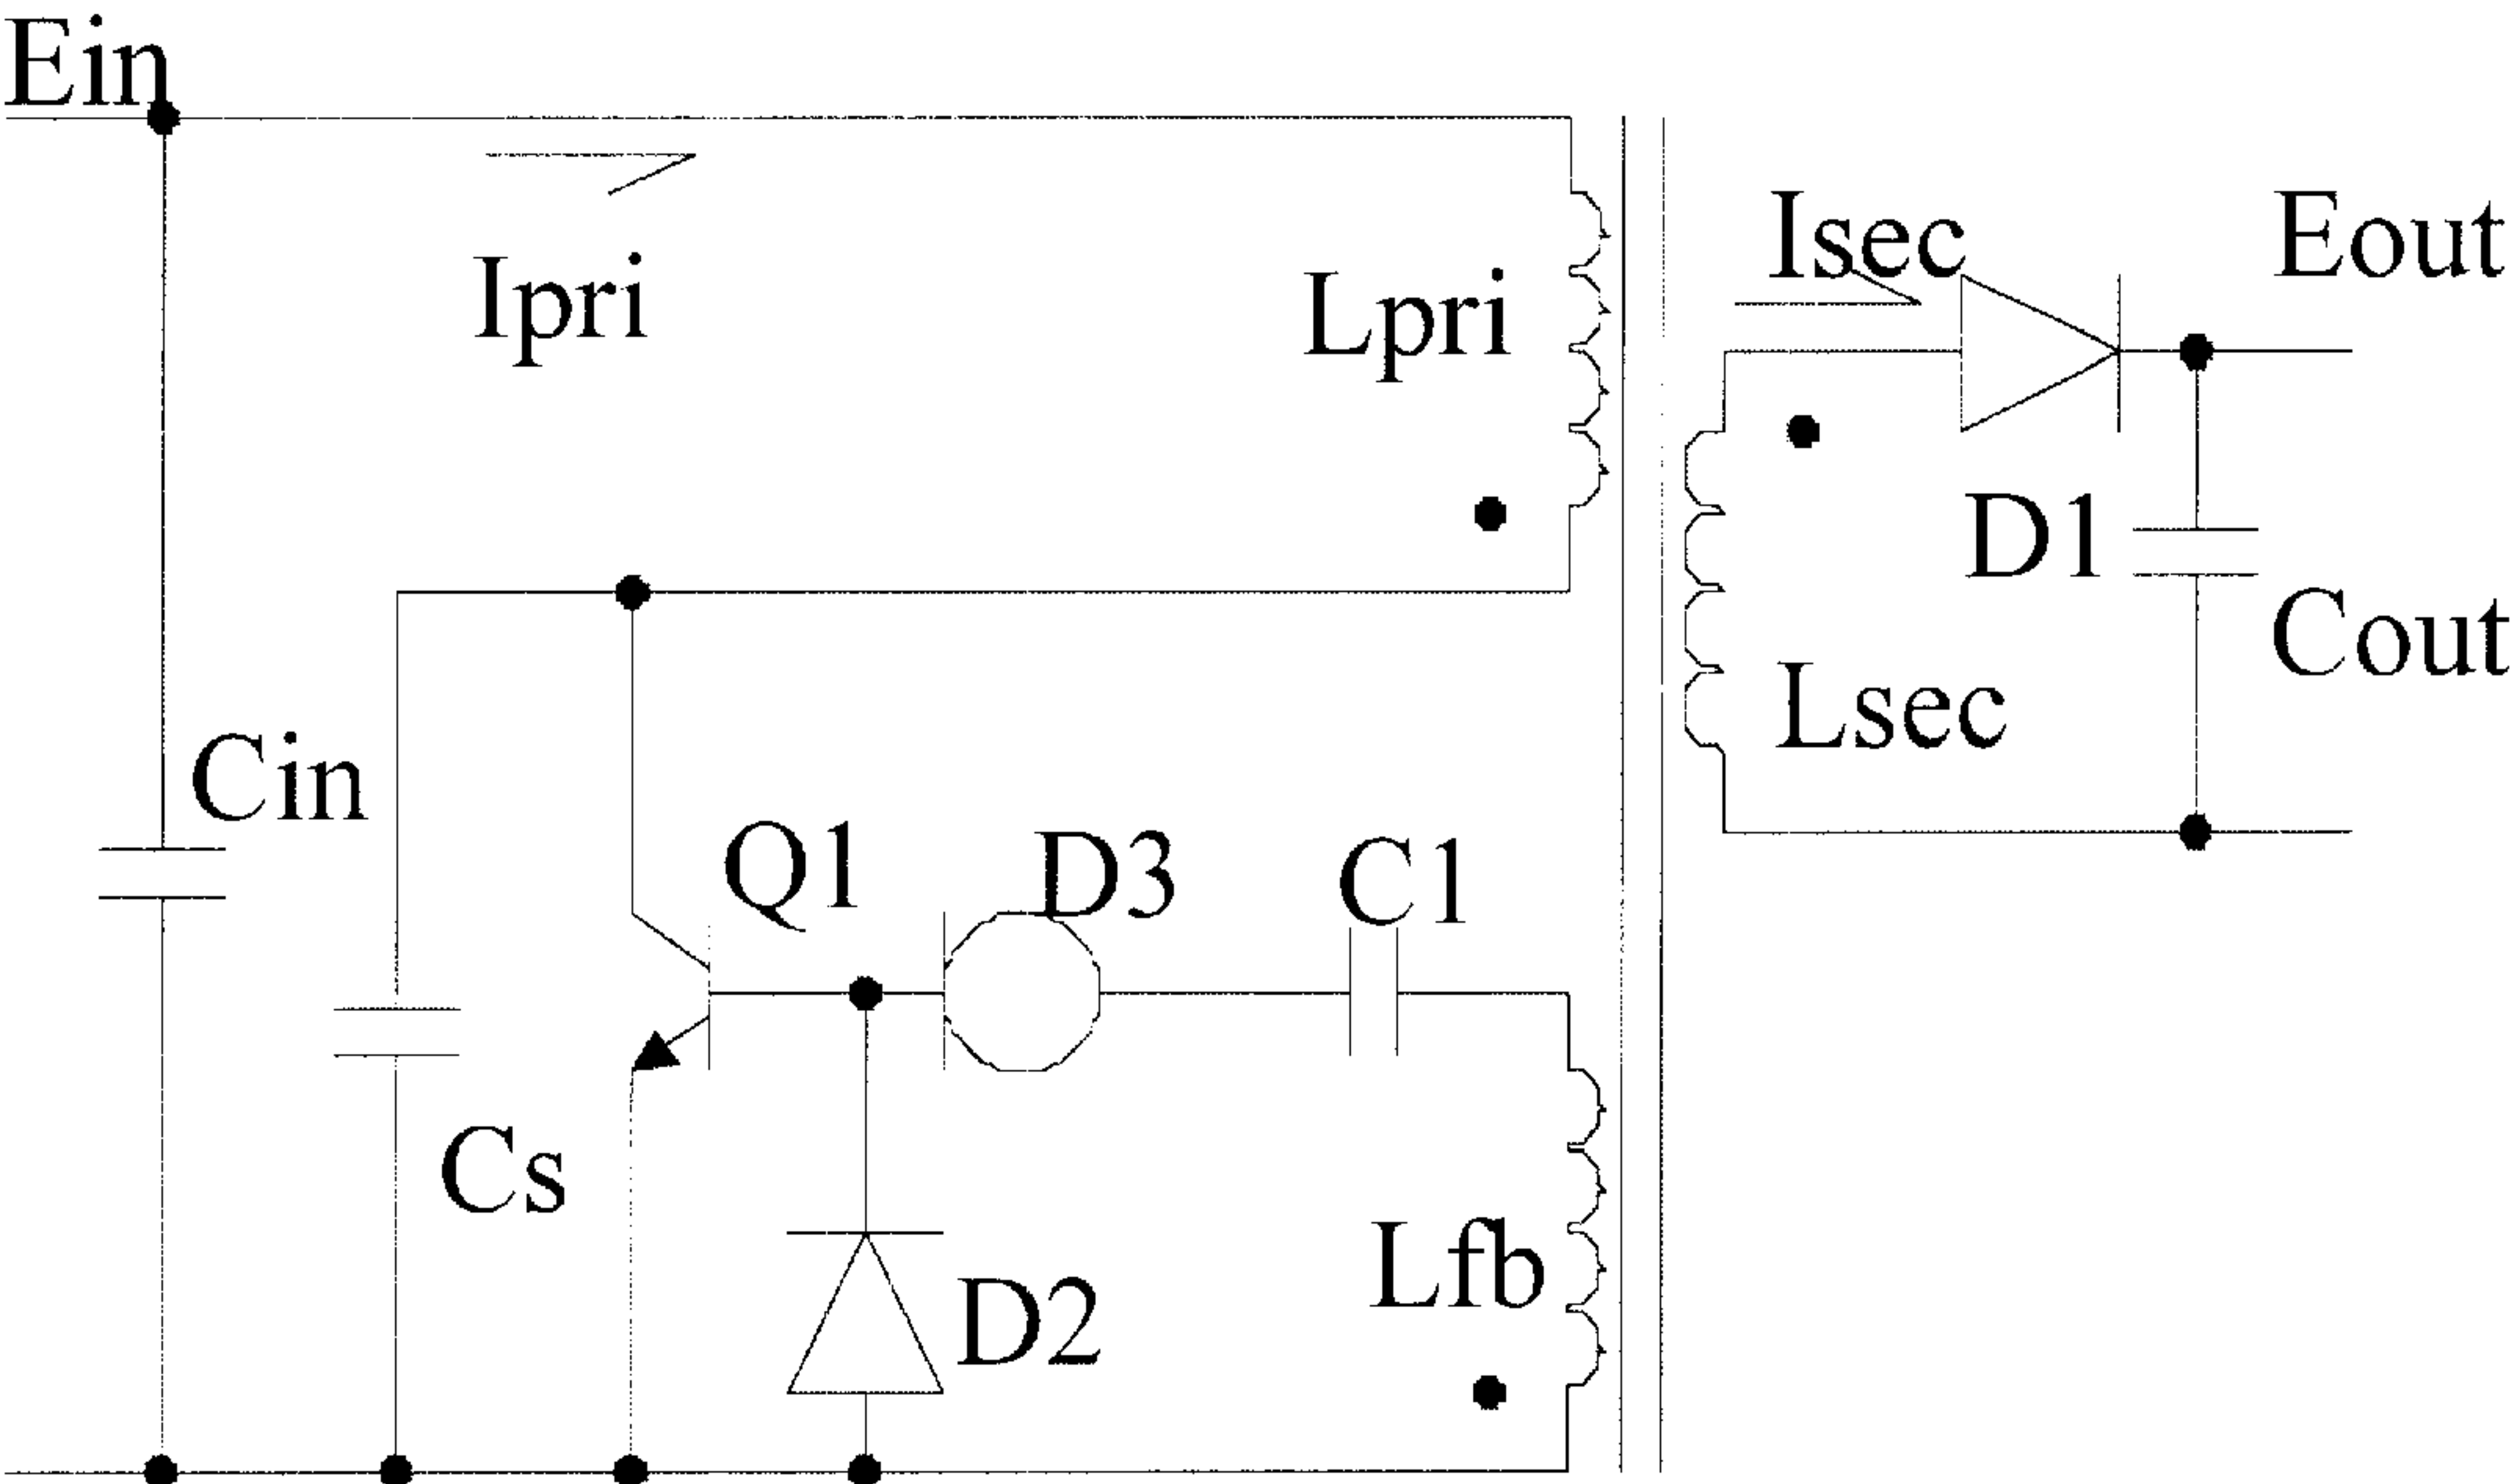 Ein
Ipri
Lpri
Isec
Eout
D1
Cout
Lsec
Cin
Q1
D3
C1
Cs
Lfb
D2